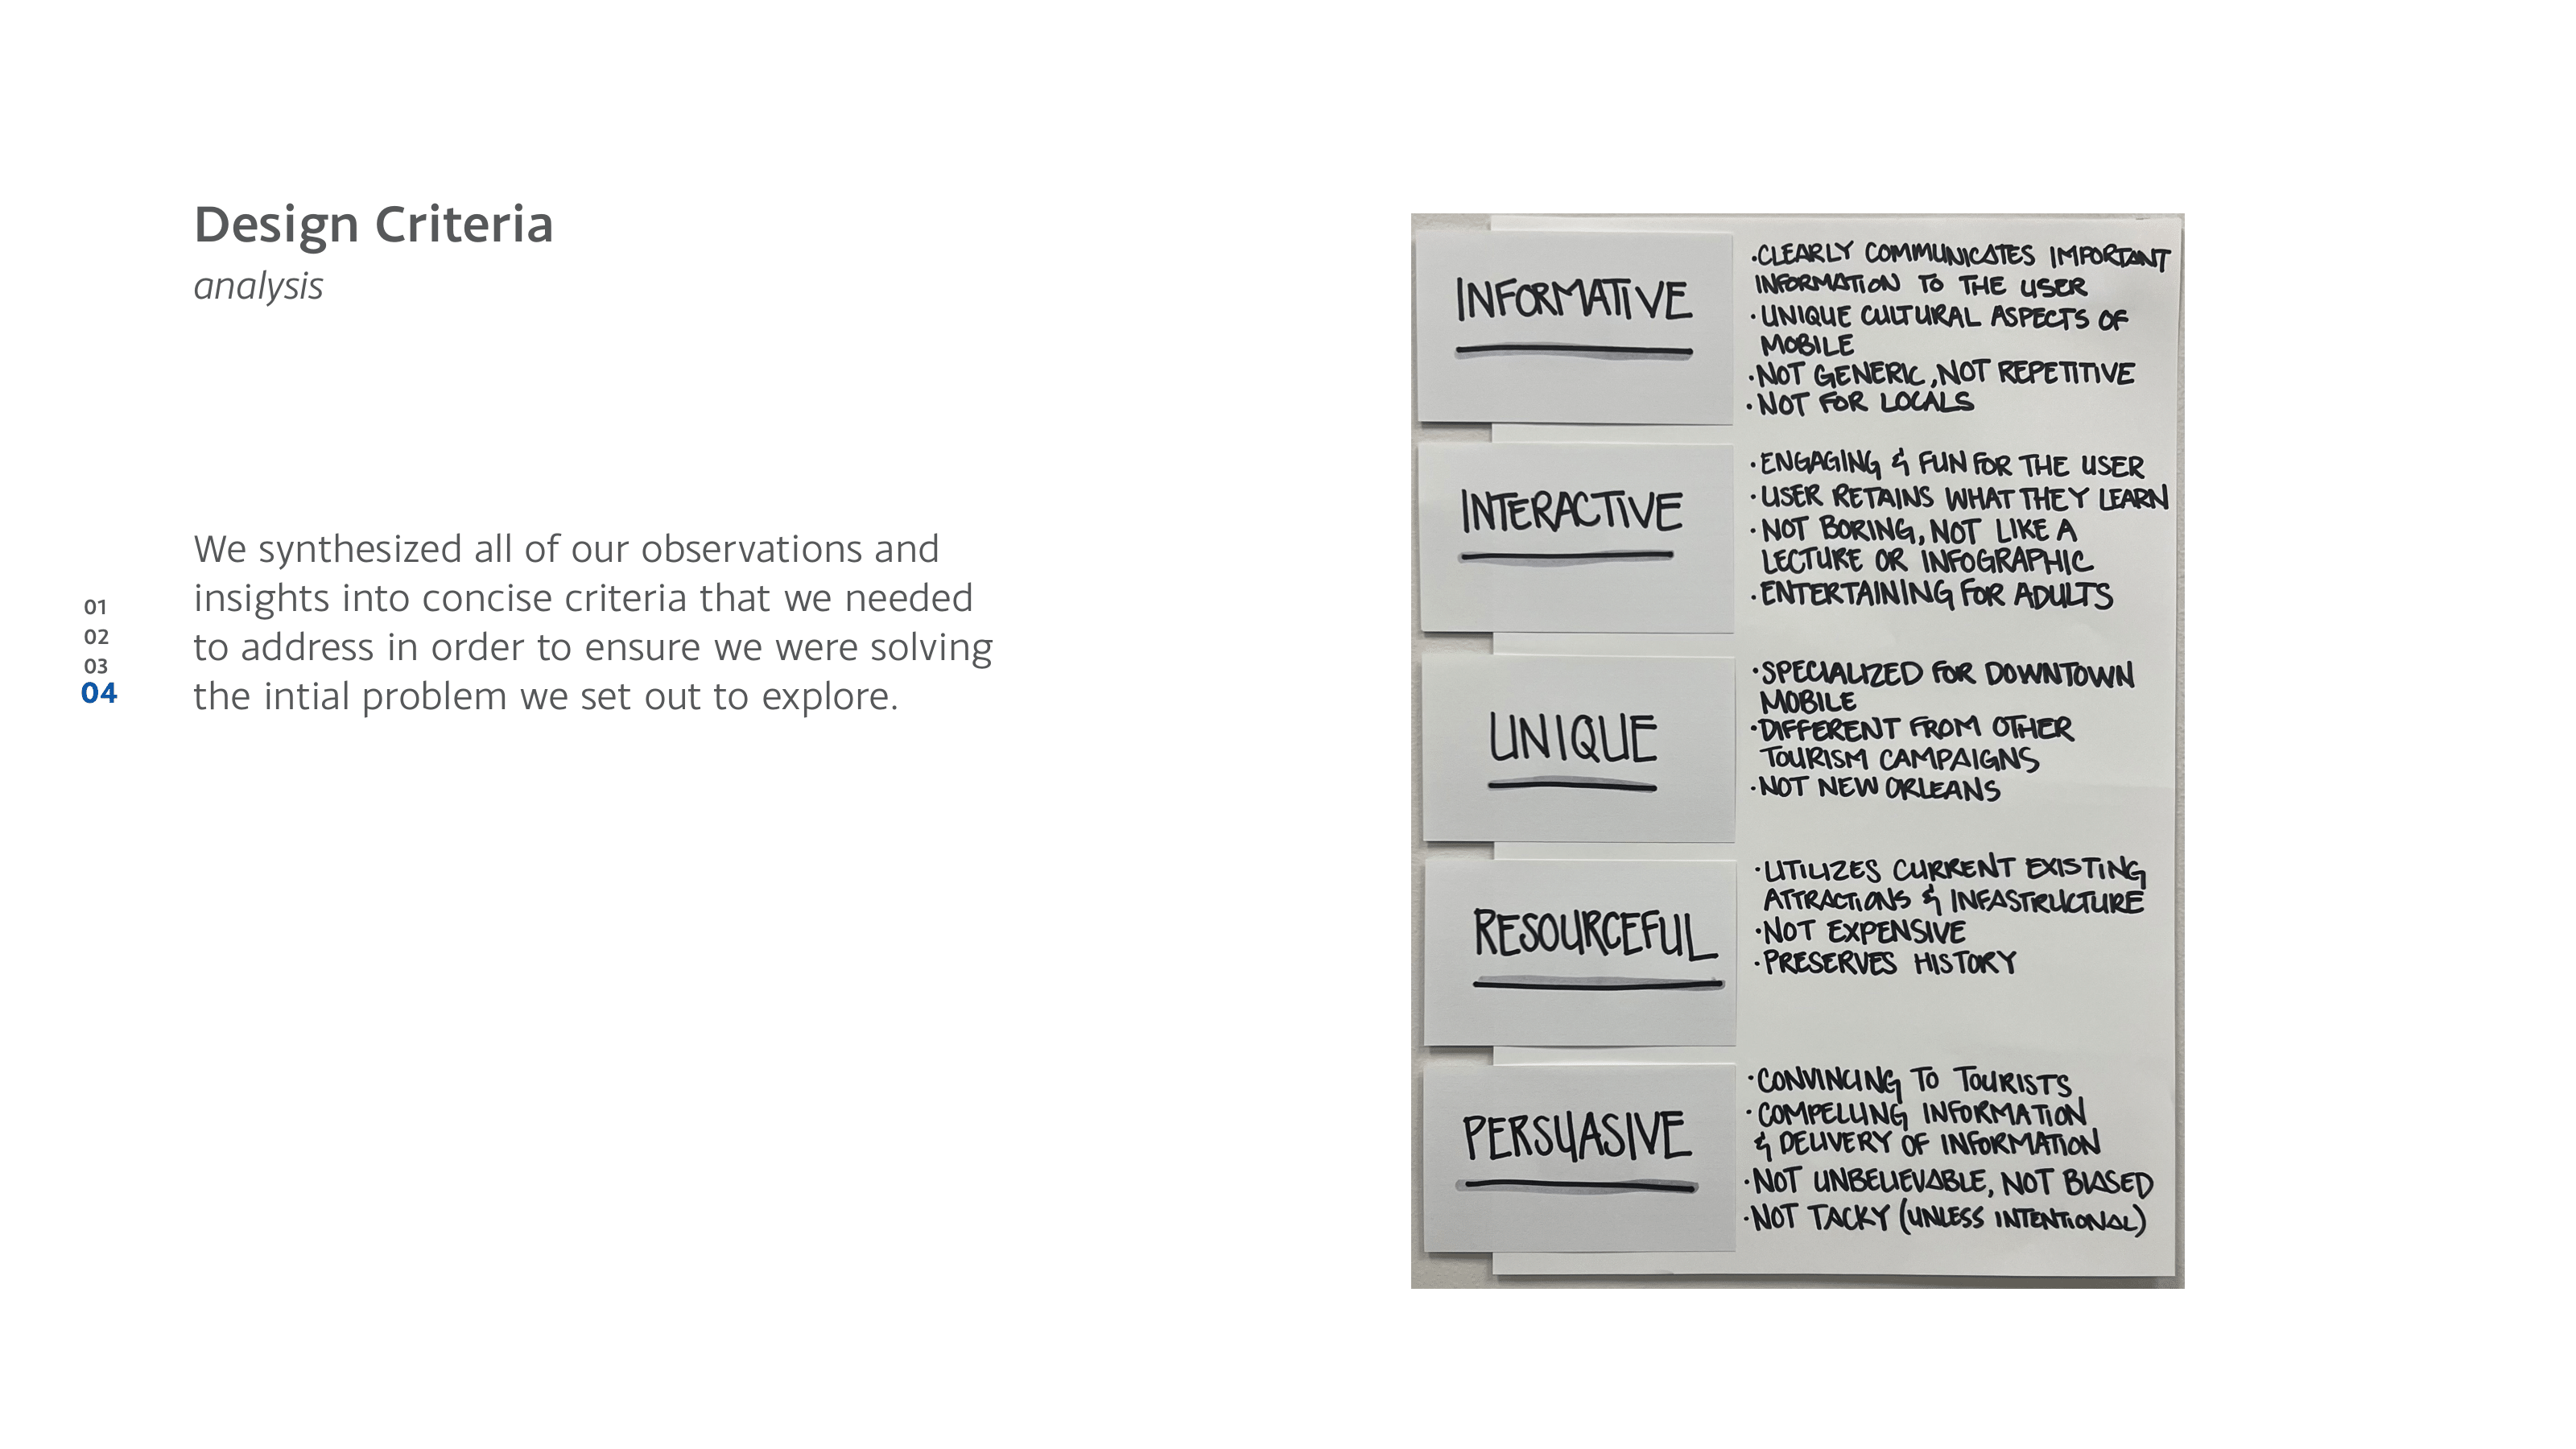 Design Criteria
analysis
We synthesized all of our observations and
insights into concise criteria that we needed
to address in order to ensure we were solving
the intial problem we set out to explore.
01
02
03
04
INFORMATIVE
·CLEARLY COMMUNICATES IMPORTANT
INFORMATION TO THE USER
·UNIQUE CULTURAL ASPECTS OF
MOBILE
·NOT GENERIC, NOT REPETITIVE
·NOT FOR LOCALS
INTERACTIVE
·ENGAGING & FUN FOR THE USER
·USER RETAINS WHAT THEY LEARN
·NOT BORING, NOT LIKE A
LECTURE OR INFOGRAPHIC
·ENTERTAINING FOR ADULTS
UNIQUE
·SPECIALIZED FOR DOWNTOWN
MOBILE
·DIFFERENT FROM OTHER
TOURISM CAMPAIGNS
·NOT NEW ORLEANS
RESOURCEFUL
·UTILIZES CURRENT EXISTING
ATTRACTIONS & INFASTRUCTURE
·NOT EXPENSIVE
·PRESERVES HISTORY
PERSUASIVE
·CONVINCING TO TOURISTS
·COMPELLING INFORMATION
& DELIVERY OF INFORMATION
·NOT UNBELIEVABLE, NOT BIASED
·NOT TACKY (UNLESS INTENTIONAL)